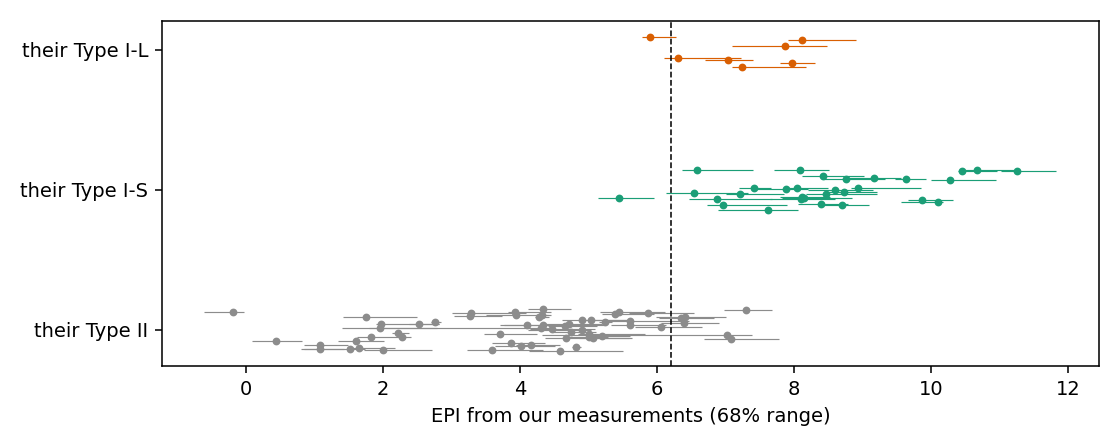 their Type I-L
their Type I-S
their Type II
0 2 4 6 8 10 12
EPI from our measurements (68% range)